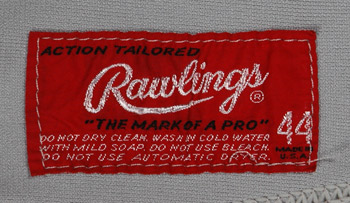 ACTION TAILORED
Rawlings®
"THE MARK OF A PRO" 44
DO NOT DRY CLEAN. WASH IN COLD WATER
WITH MILD SOAP. DO NOT USE BLEACH.
DO NOT USE AUTOMATIC DRYER.
MADE IN
U.S.A.